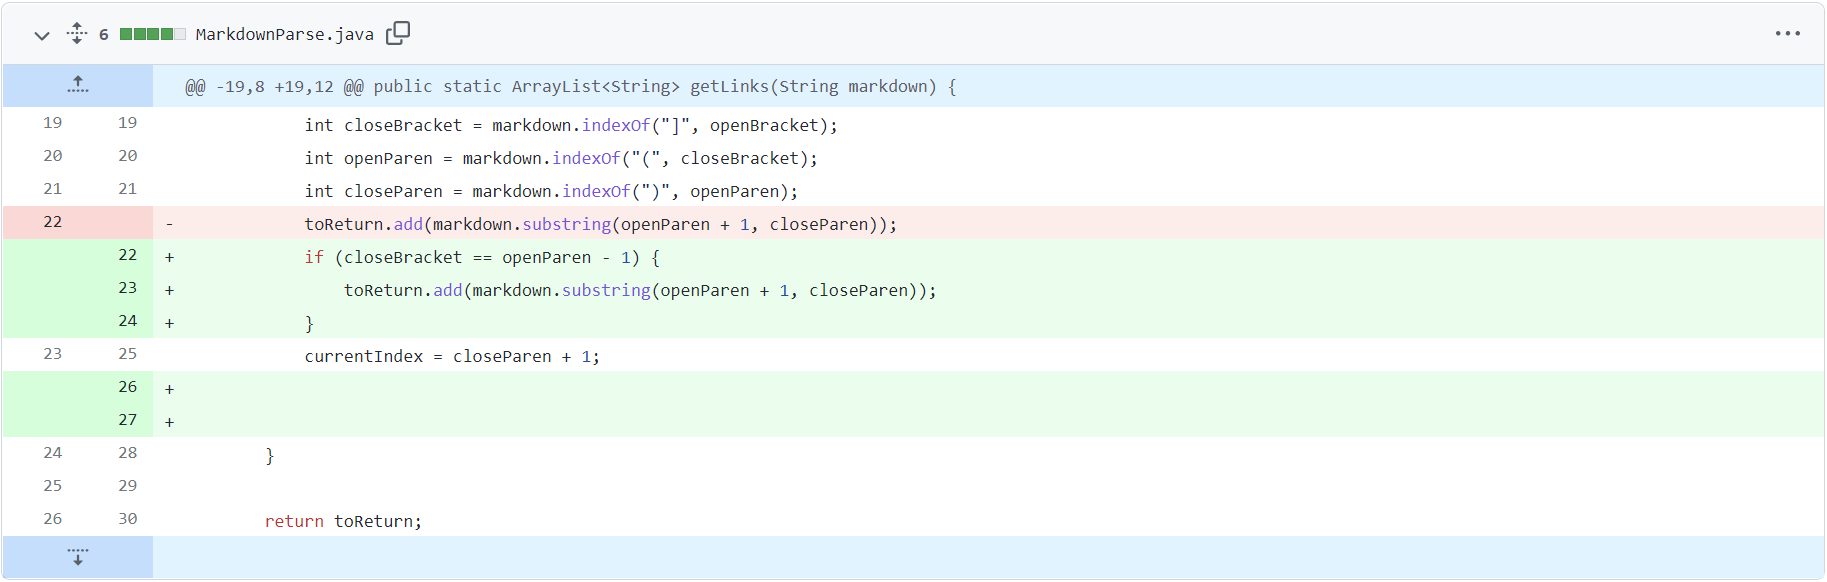 6 MarkdownParse.java
@@ -19,8 +19,12 @@ public static ArrayList<String> getLinks(String markdown) {
19 19 int closeBracket = markdown.indexOf("]", openBracket);
20 20 int openParen = markdown.indexOf("(", closeBracket);
21 21 int closeParen = markdown.indexOf(")", openParen);
22 - toReturn.add(markdown.substring(openParen + 1, closeParen));
22 + if (closeBracket == openParen - 1) {
23 + toReturn.add(markdown.substring(openParen + 1, closeParen));
24 + }
23 25 currentIndex = closeParen + 1;
26 +
27 +
24 28 }
25 29
26 30 return toReturn;